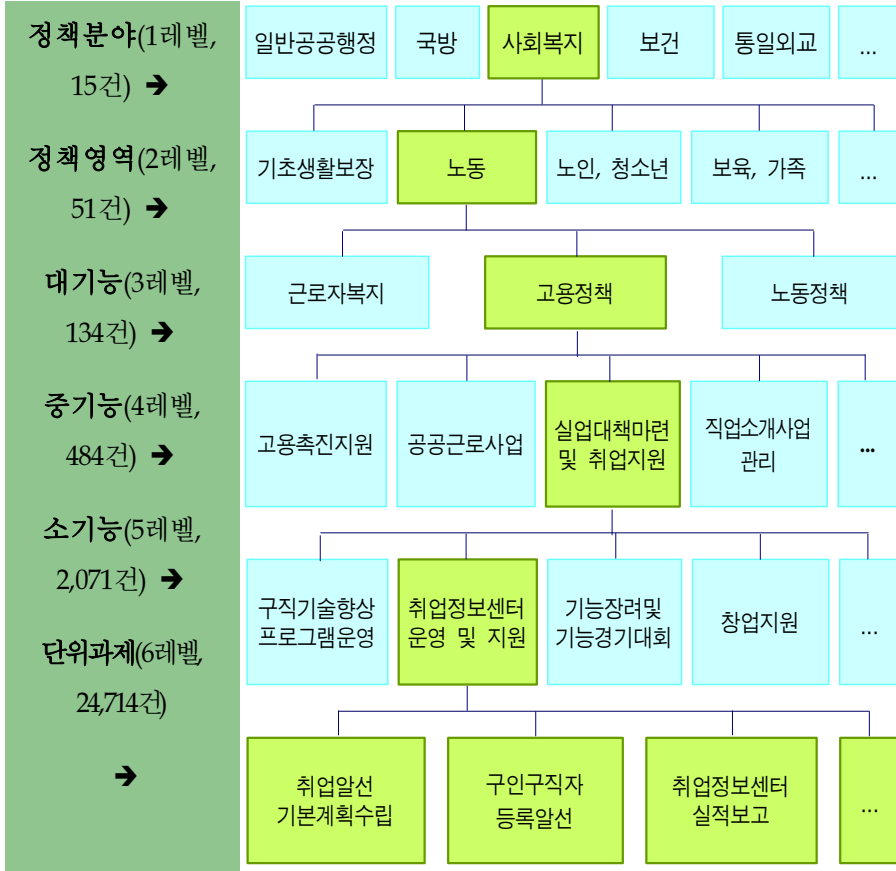 정책분야(1레벨,
15건) ➔
일반공공행정
국방
사회복지
보건
통일외교
...
정책영역(2레벨,
51건) ➔
기초생활보장
노동
노인, 청소년
보육, 가족
...
대기능(3레벨,
134건) ➔
근로자복지
고용정책
노동정책
중기능(4레벨,
484건) ➔
고용촉진지원
공공근로사업
실업대책마련
및 취업지원
직업소개사업
관리
...
소기능(5레벨,
2,071건) ➔
구직기술향상
프로그램운영
취업정보센터
운영 및 지원
기능장려및
기능경기대회
창업지원
...
단위과제(6레벨,
24,714건)
➔
취업알선
기본계획수립
구인구직자
등록알선
취업정보센터
실적보고
...